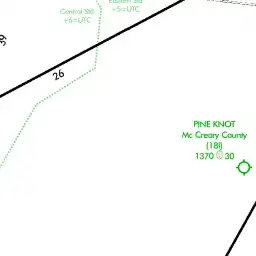 Eastern Std
Central Std
+5=UTC
+6=UTC
39
26
PINE KNOT
Mc Creary County
(18I)
1370 Ⓛ 30